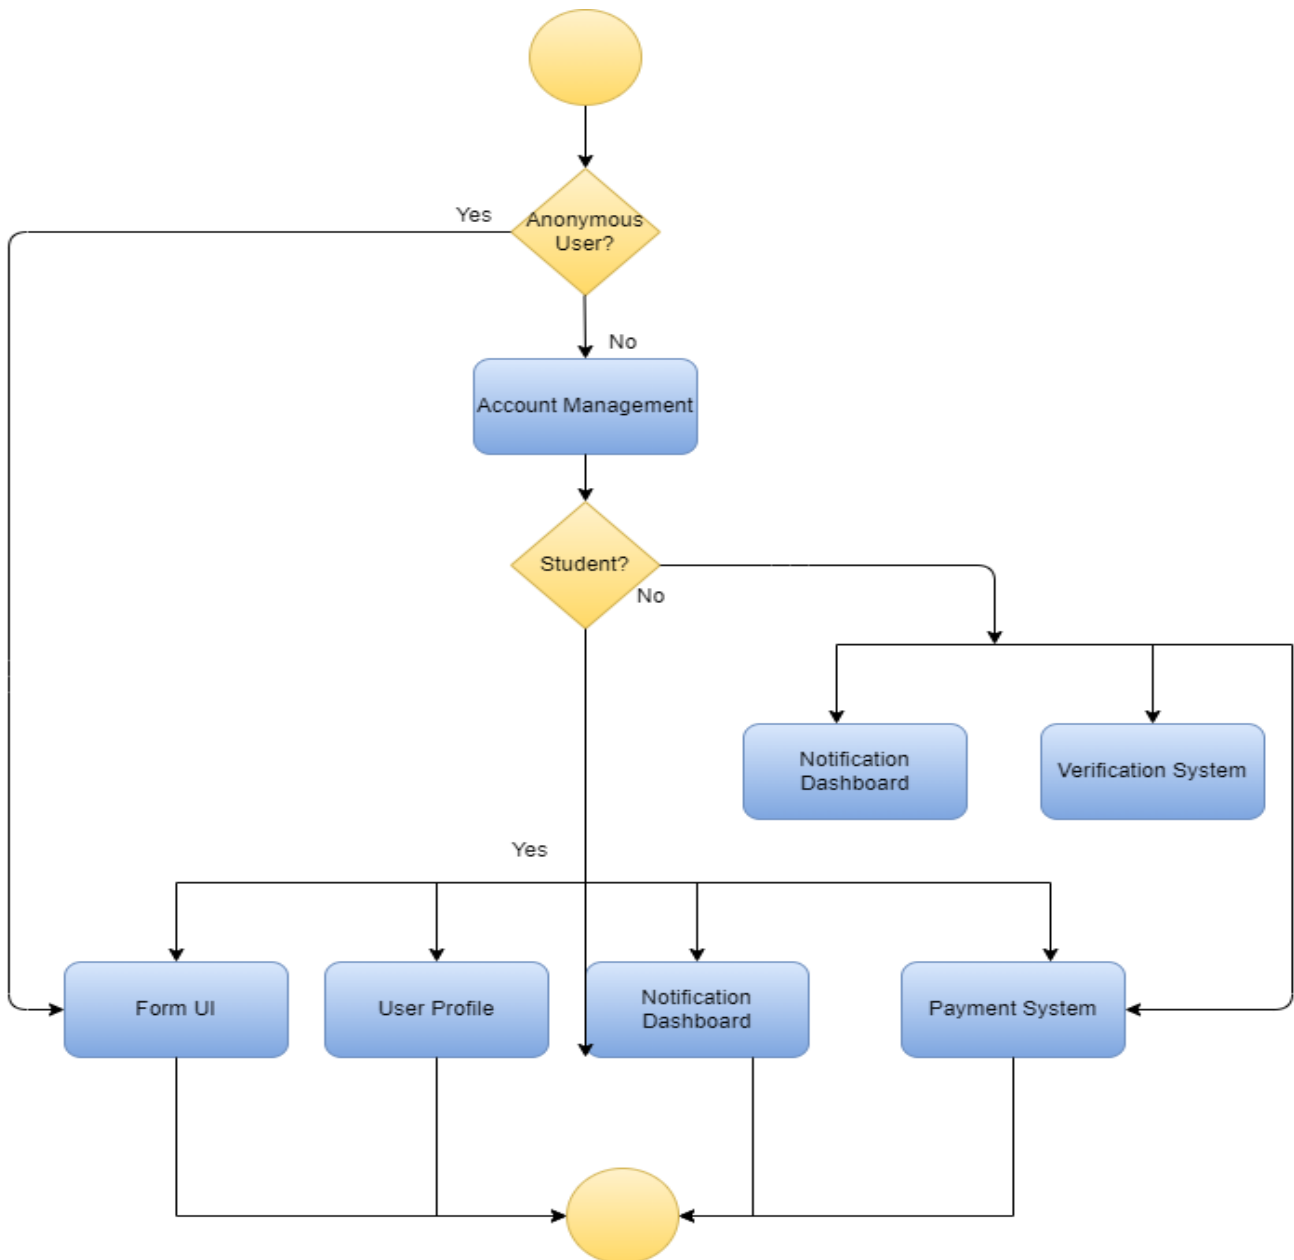 Yes
Anonymous
User?
No
Account Management
Student?
No
Notification
Dashboard
Verification System
Yes
Form UI
User Profile
Notification
Dashboard
Payment System